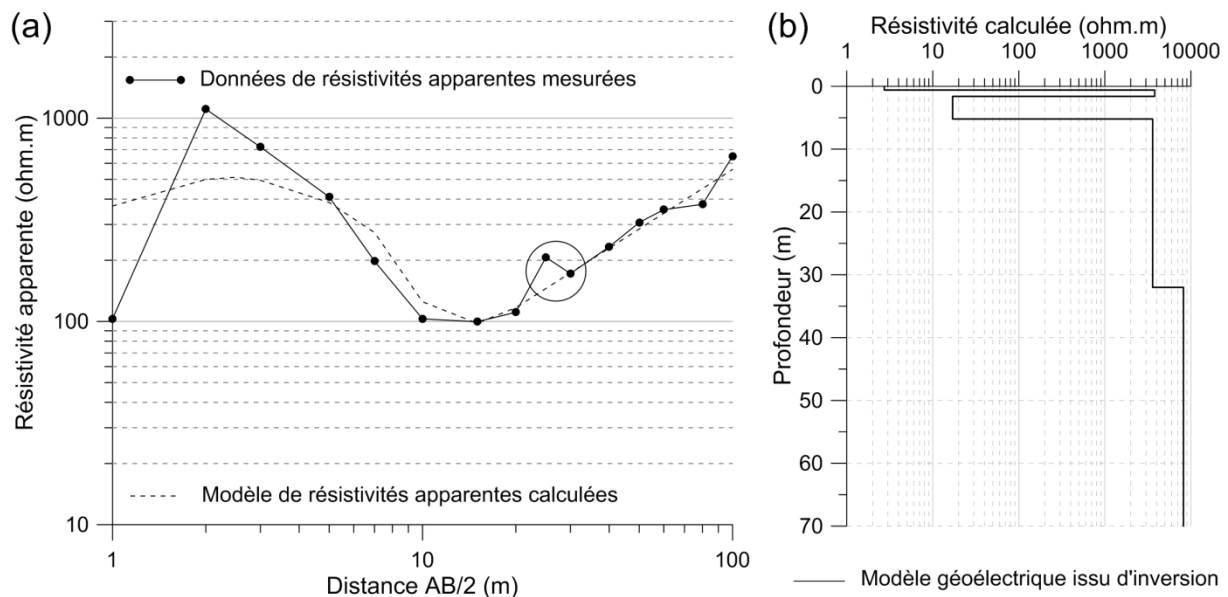 (a)
Résistivité apparente (ohm.m)
1000
100
10
Données de résistivités apparentes mesurées
Modèle de résistivités apparentes calculées
1 10 100
Distance AB/2 (m)
(b)
Résistivité calculée (ohm.m)
1 10 100 1000 10000
Profondeur (m)
0
10
20
30
40
50
60
70
Modèle géoélectrique issu d'inversion